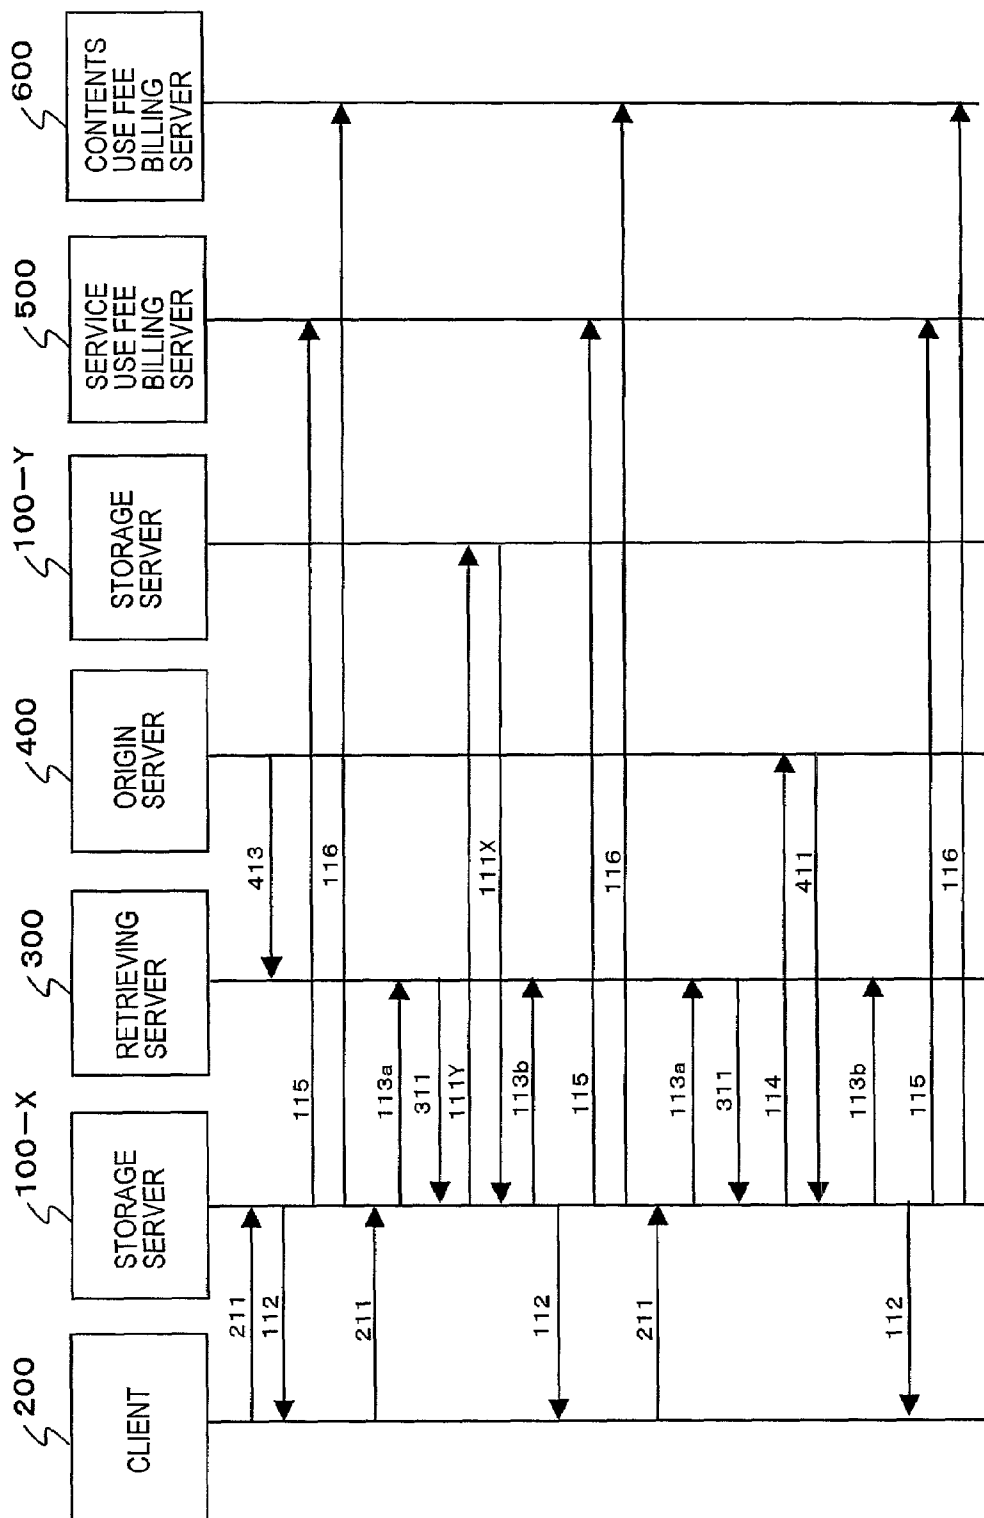 200
CLIENT
100-X
STORAGE
SERVER
300
RETRIEVING
SERVER
400
ORIGIN
SERVER
100-Y
STORAGE
SERVER
500
SERVICE
USE FEE
BILLING
SERVER
600
CONTENTS
USE FEE
BILLING
SERVER
211
413
112
115
116
211
113a
311
111Y
111X
113b
112
115
116
211
113a
311
114
411
113b
112
115
116